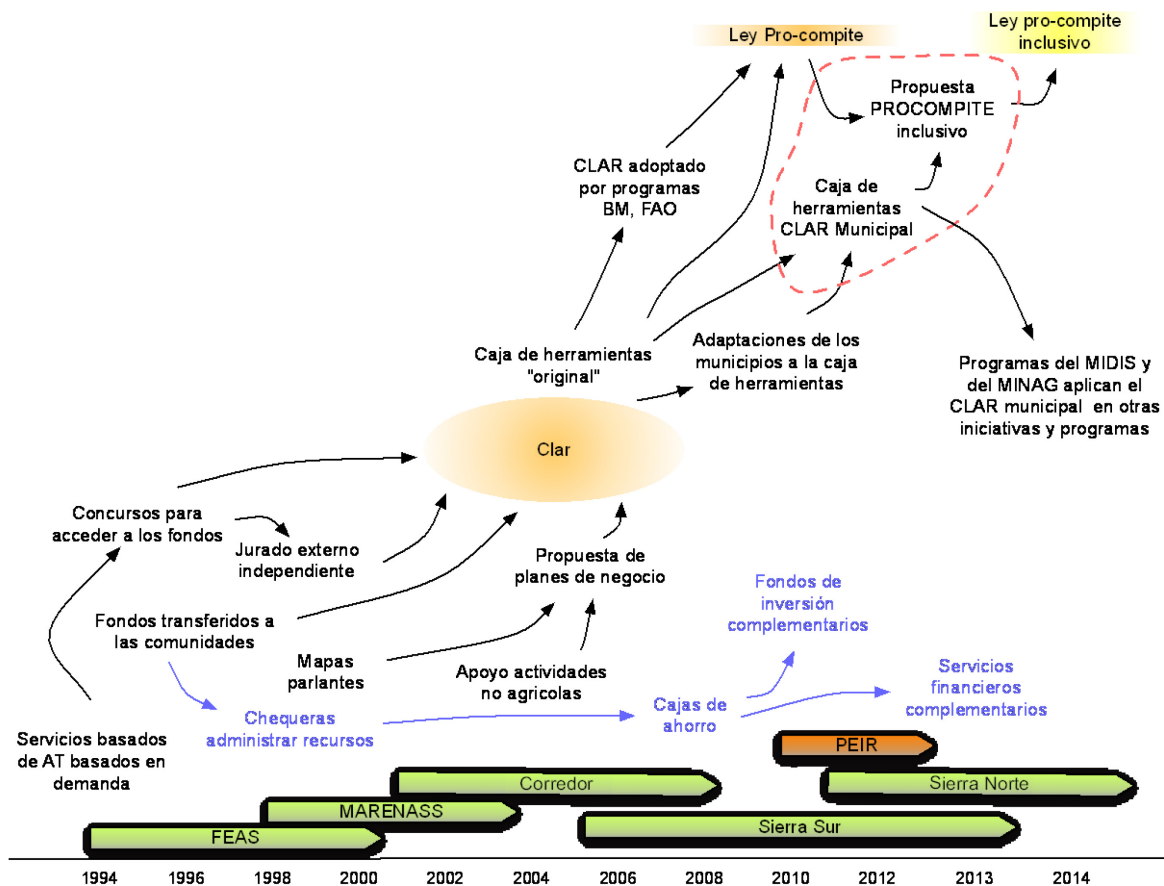 Ley Pro-compite
Ley pro-compite
inclusivo
Propuesta
PROCOMPITE
inclusivo
CLAR adoptado
por programas
BM, FAO
Caja de
herramientas
CLAR Municipal
Caja de herramientas
"original"
Adaptaciones de los
municipios a la caja
de herramientas
Programas del MIDIS y
del MINAG aplican el
CLAR municipal en otras
iniciativas y programas
Clar
Concursos para
acceder a los fondos
Jurado externo
independiente
Propuesta de
planes de negocio
Fondos de
inversión
complementarios
Fondos transferidos a
las comunidades
Mapas
parlantes
Apoyo actividades
no agricolas
Servicios
financieros
complementarios
Chequeras
administrar recursos
Cajas de
ahorro
Servicios basados
de AT basados en
demanda
PEIR
Corredor
Sierra Norte
MARENASS
FEAS
Sierra Sur
1994 1996 1998 2000 2002 2004 2006 2008 2010 2012 2013 2014